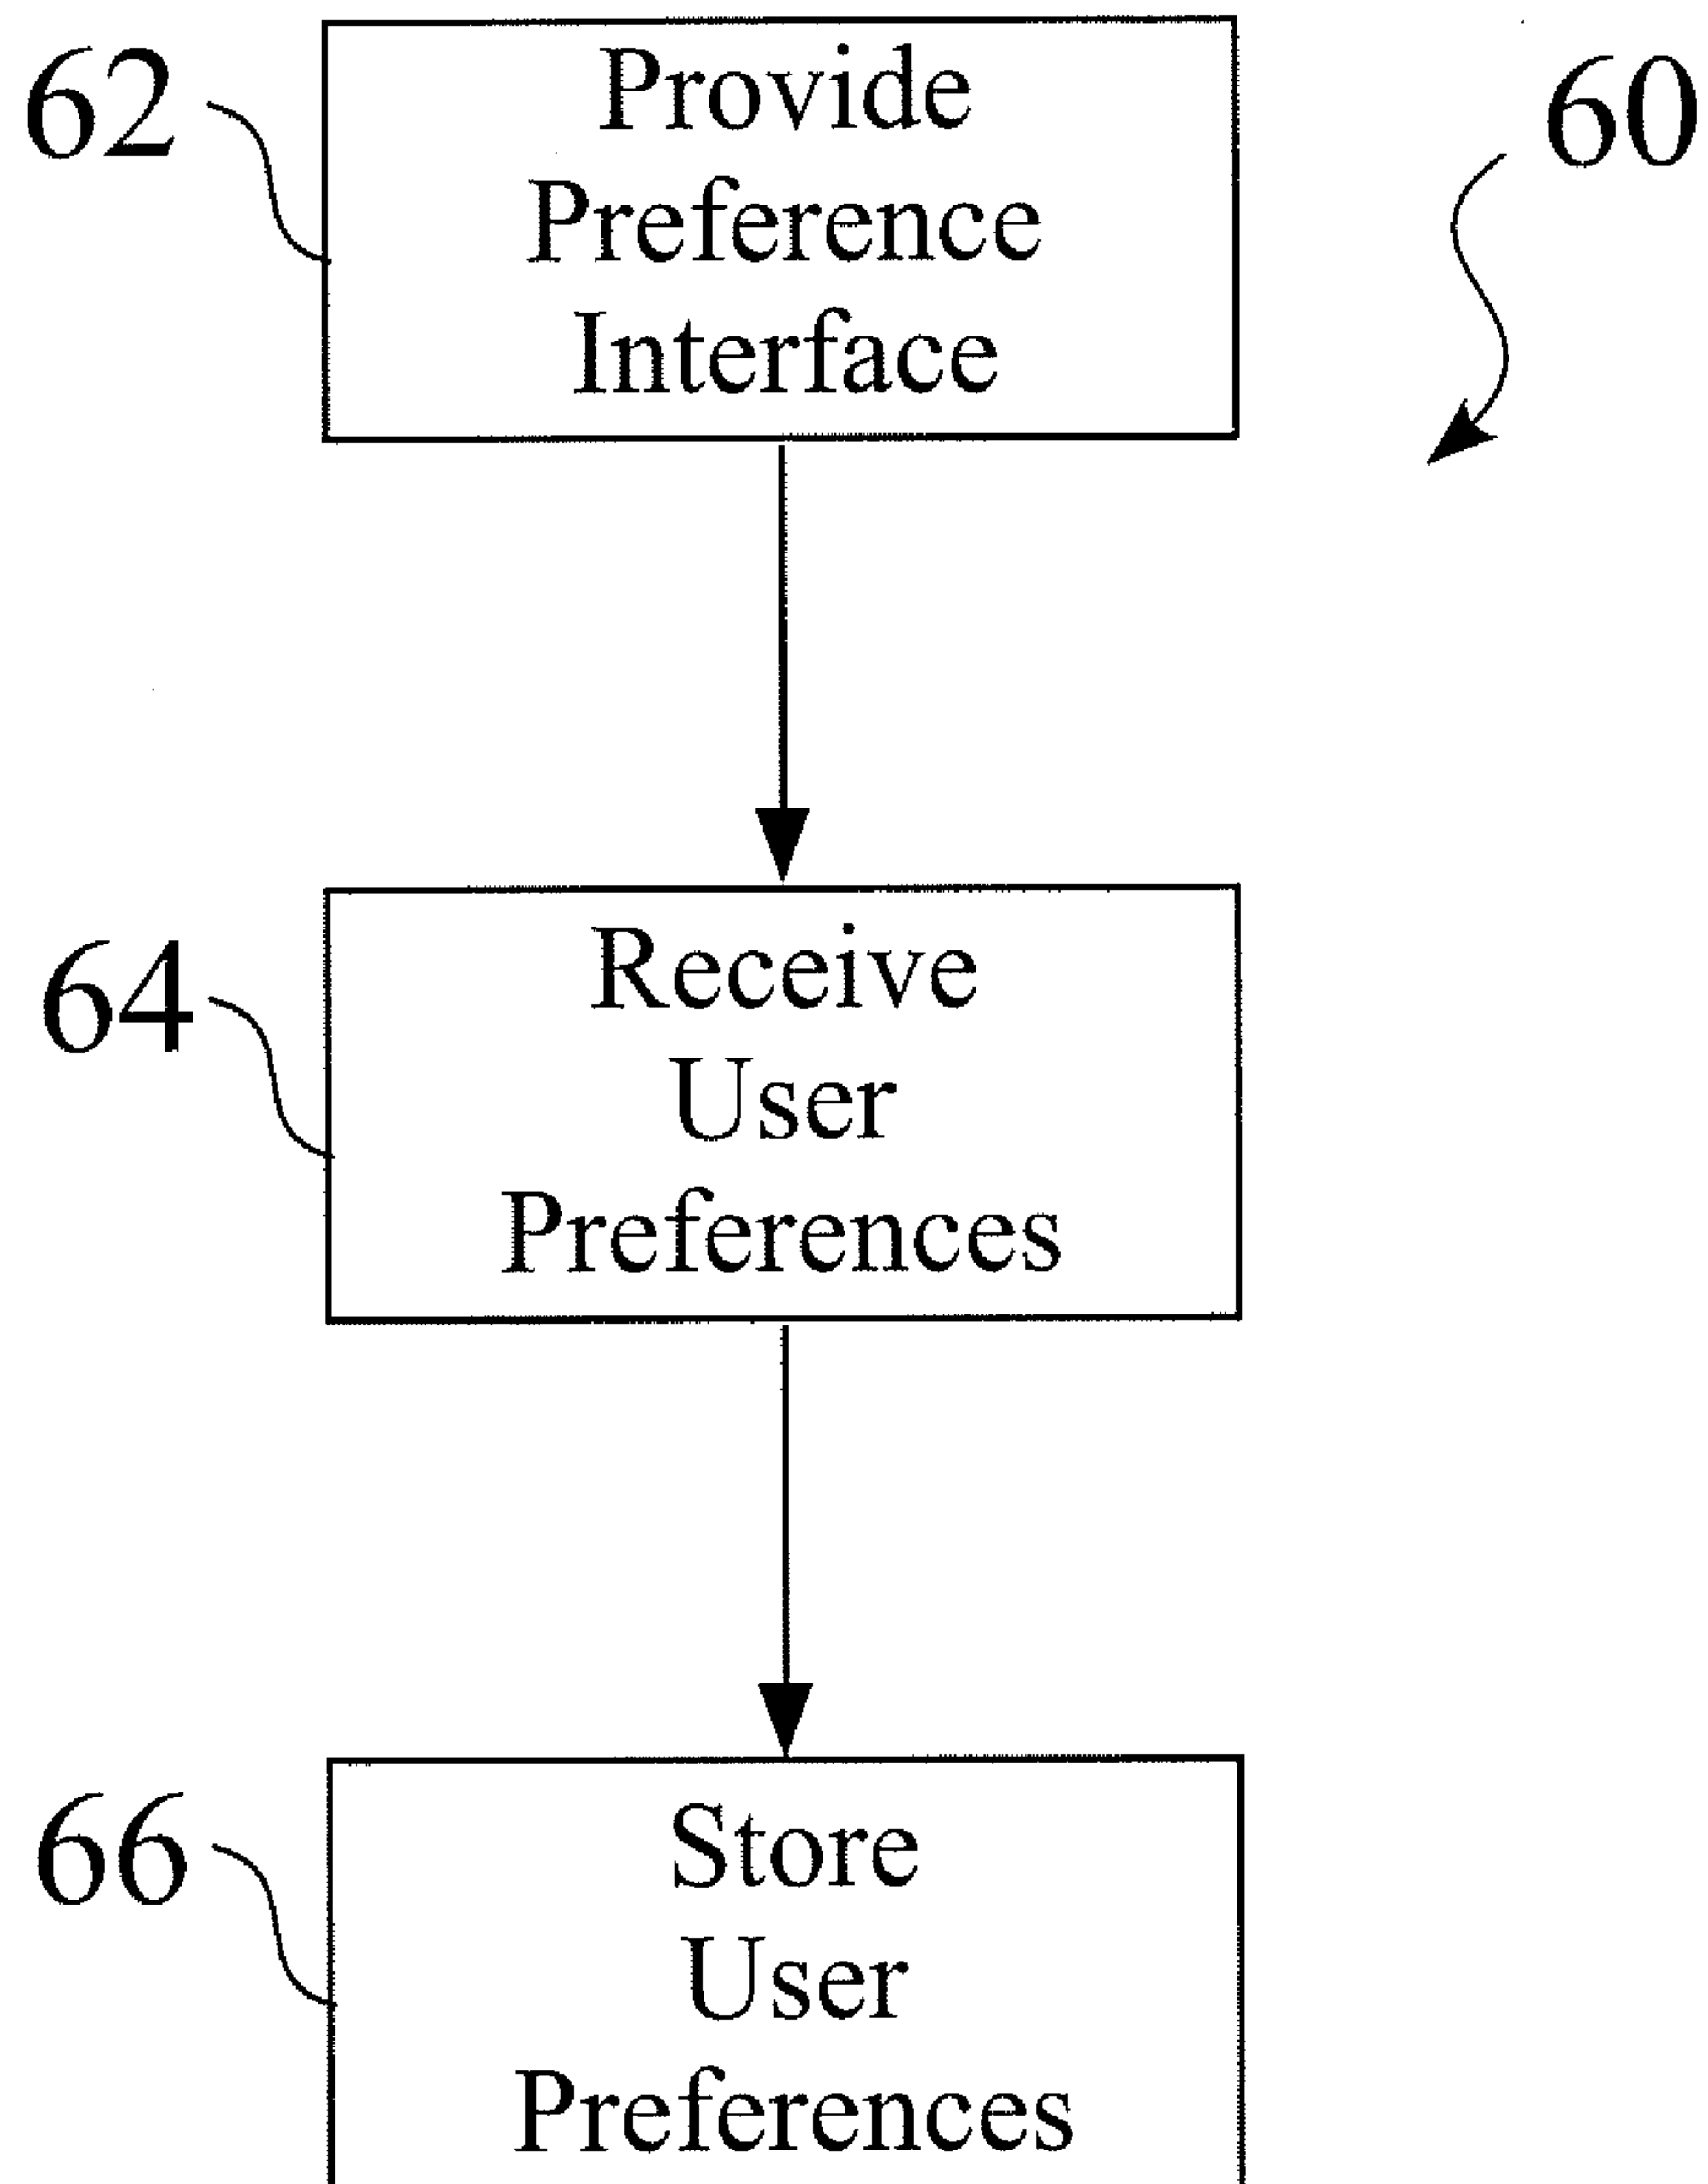 62
Provide
Preference
Interface
60
64
Receive
User
Preferences
66
Store
User
Preferences